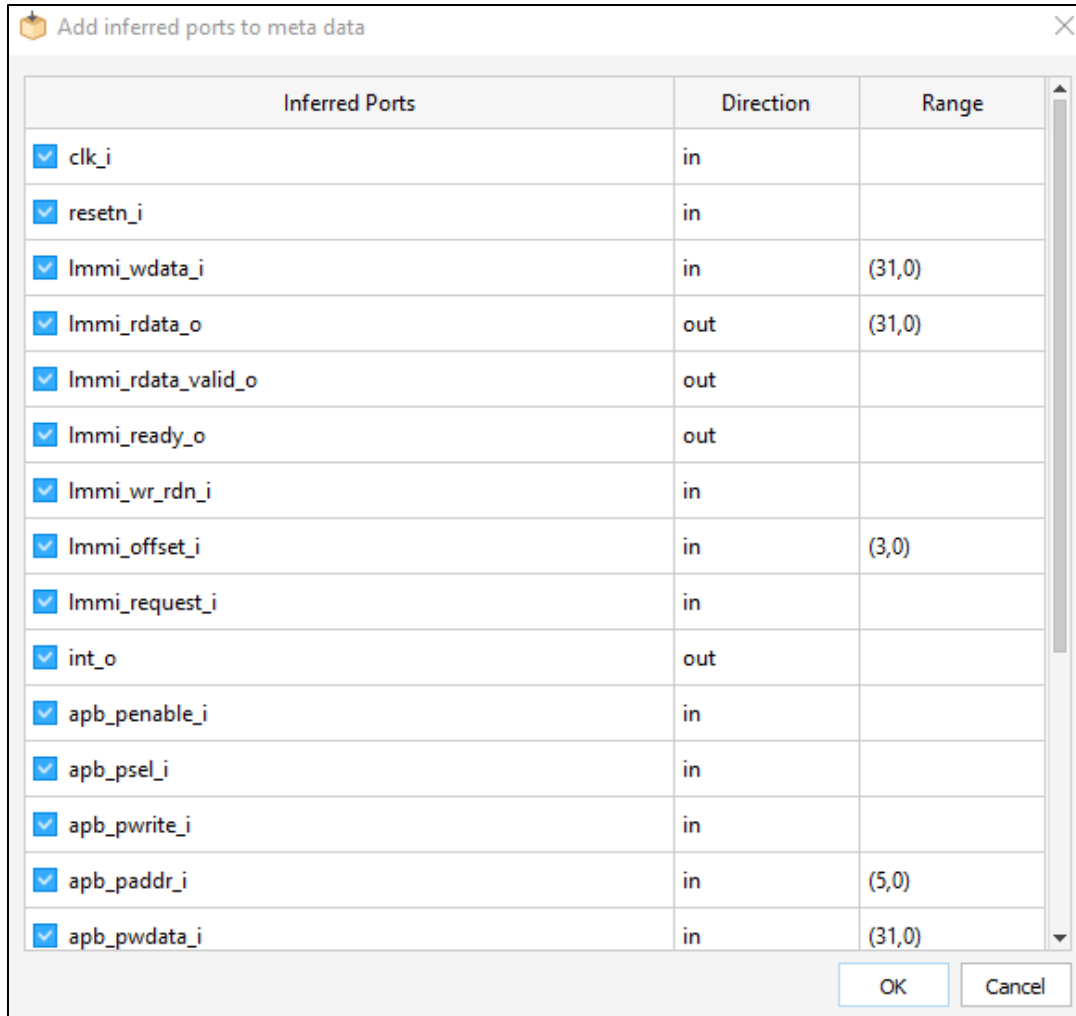 Add inferred ports to meta data
Inferred Ports Direction Range
clk_i in
resetn_i in
lmmi_wdata_i in (31,0)
lmmi_rdata_o out (31,0)
lmmi_rdata_valid_o out
lmmi_ready_o out
lmmi_wr_rdn_i in
lmmi_offset_i in (3,0)
lmmi_request_i in
int_o out
apb_penable_i in
apb_psel_i in
apb_pwrite_i in
apb_paddr_i in (5,0)
apb_pwdata_i in (31,0)
OK Cancel